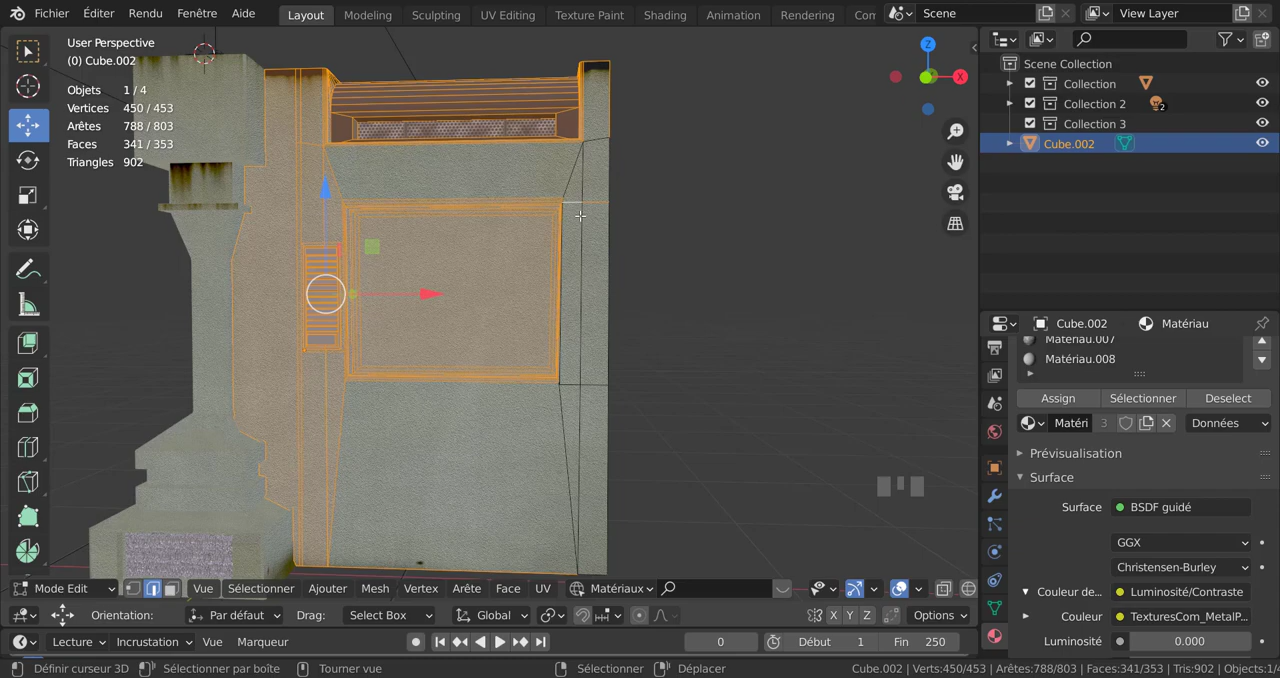 Fichier Éditer Rendu Fenêtre Aide Layout Modeling Sculpting UV Editing Texture Paint Shading Animation Rendering Com Scene View Layer
User Perspective
(0) Cube.002
Objets 1 / 4
Vertices 450 / 453
Arêtes 788 / 803
Faces 341 / 353
Triangles 902
Z
X
Scene Collection
Collection
Collection 2 2
Collection 3
Cube.002
Cube.002 Matériau
Matériau.007
Matériau.008
Assign Sélectionner Deselect
Matéri 3 Données
Prévisualisation
Surface
Surface BSDF guidé
GGX
Christensen-Burley
Couleur de... Luminosité/Contraste
Couleur TexturesCom_MetalP...
Luminosité 0.000
Mode Edit Vue Sélectionner Ajouter Mesh Vertex Arête Face UV Matériaux
Orientation: Par défaut Drag: Select Box Global X Y Z Options
Lecture Incrustation Vue Marqueur 0 Début 1 Fin 250
Définir curseur 3D Sélectionner par boîte Tourner vue Sélectionner Déplacer Cube.002 | Verts:450/453 | Arêtes:788/803 | Faces:341/353 | Tris:902 | Objects:1/4